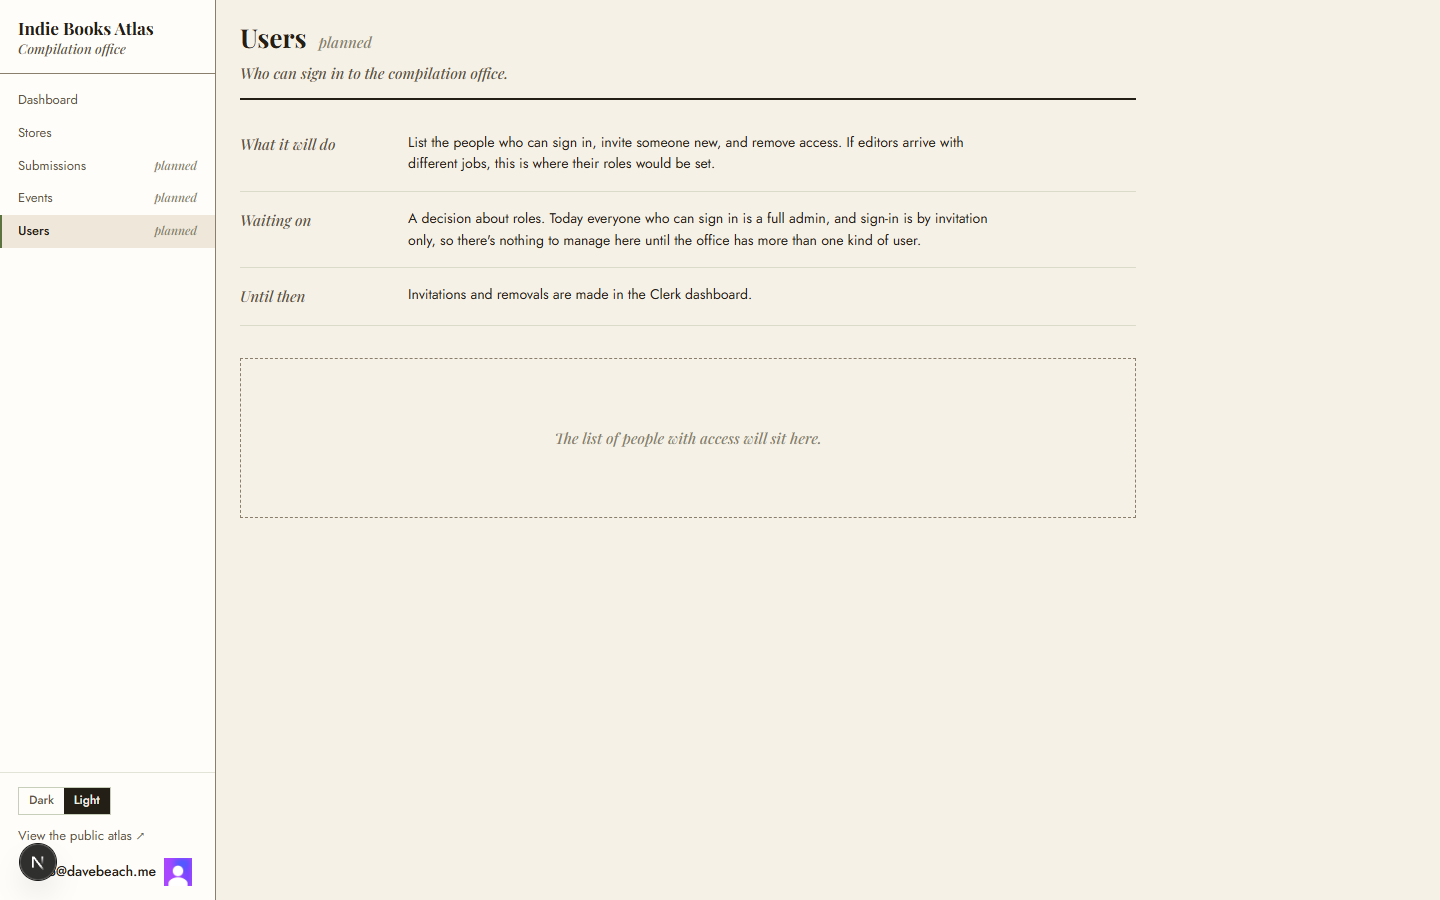 Indie Books Atlas
Compilation office
Dashboard
Stores
Submissions planned
Events planned
Users planned
Dark Light
View the public atlas ↗
N
@davebeach.me
Users planned
Who can sign in to the compilation office.
What it will do
List the people who can sign in, invite someone new, and remove access. If editors arrive with
different jobs, this is where their roles would be set.
Waiting on
A decision about roles. Today everyone who can sign in is a full admin, and sign-in is by invitation
only, so there's nothing to manage here until the office has more than one kind of user.
Until then
Invitations and removals are made in the Clerk dashboard.
The list of people with access will sit here.